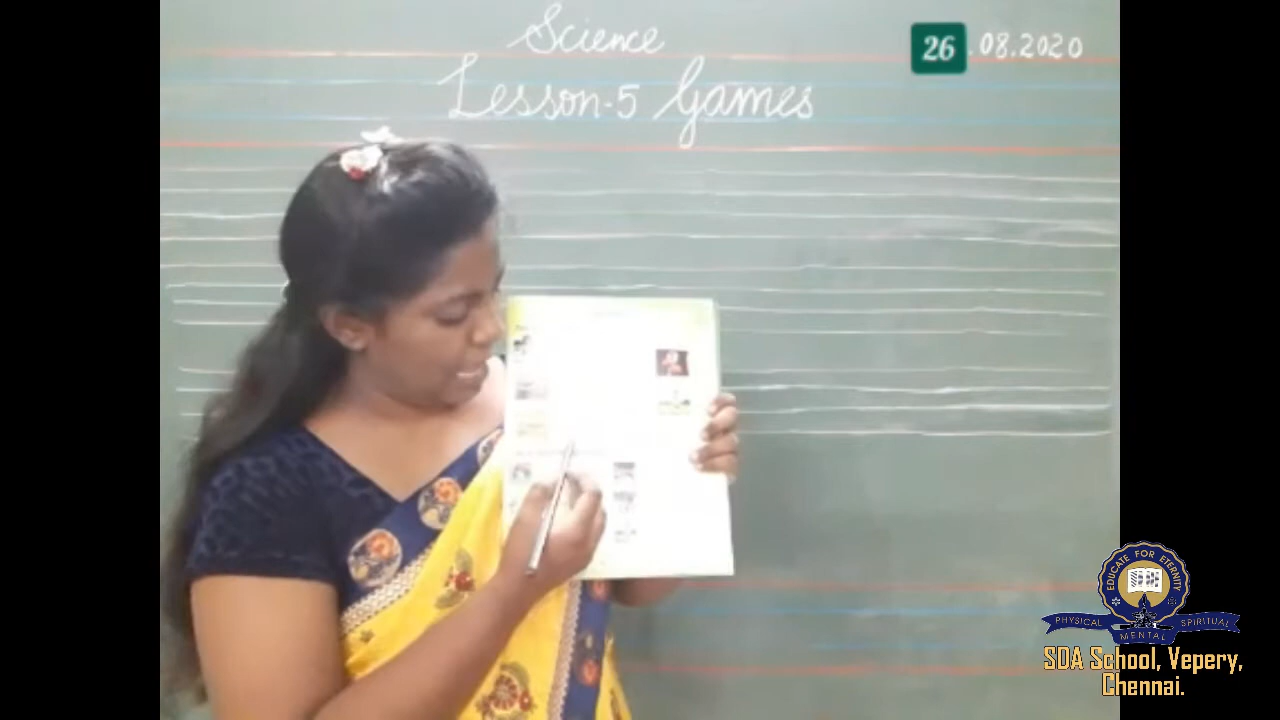 Science
26.08.2020
Lesson-5 Games
EDUCATE FOR ETERNITY
PHYSICAL MENTAL SPIRITUAL
SDA School, Vepery,
Chennai.